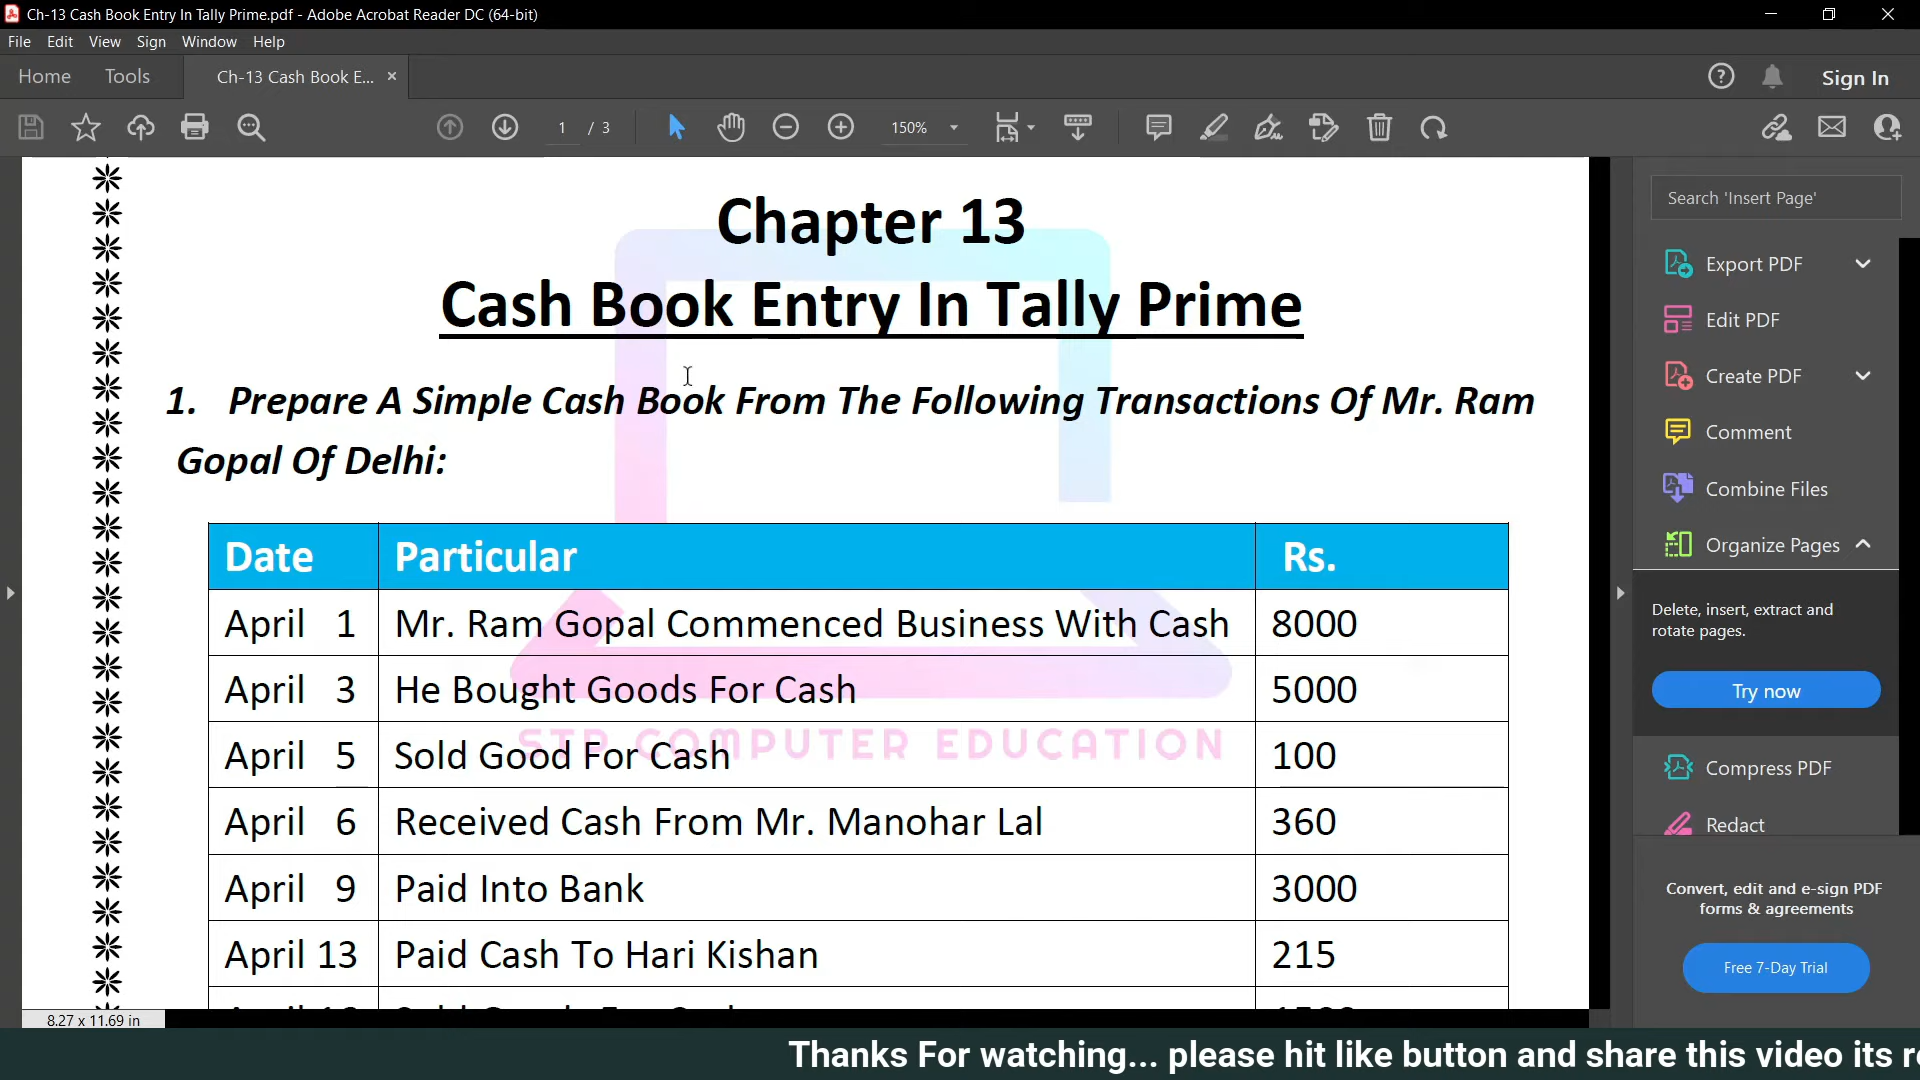 Ch-13 Cash Book Entry In Tally Prime.pdf - Adobe Acrobat Reader DC (64-bit)
File Edit View Sign Window Help
Home Tools Ch-13 Cash Book E... Sign In
1 / 3 150%
Chapter 13
Cash Book Entry In Tally Prime
1. Prepare A Simple Cash Book From The Following Transactions Of Mr. Ram
Gopal Of Delhi:
Date Particular Rs.
April 1 Mr. Ram Gopal Commenced Business With Cash 8000
April 3 He Bought Goods For Cash 5000
April 5 Sold Good For Cash 100
April 6 Received Cash From Mr. Manohar Lal 360
April 9 Paid Into Bank 3000
April 13 Paid Cash To Hari Kishan 215
STP COMPUTER EDUCATION
8.27 x 11.69 in
Search 'Insert Page'
Export PDF
Edit PDF
Create PDF
Comment
Combine Files
Organize Pages
Delete, insert, extract and
rotate pages.
Try now
Compress PDF
Redact
Convert, edit and e-sign PDF
forms & agreements
Free 7-Day Trial
Thanks For watching... please hit like button and share this video its r